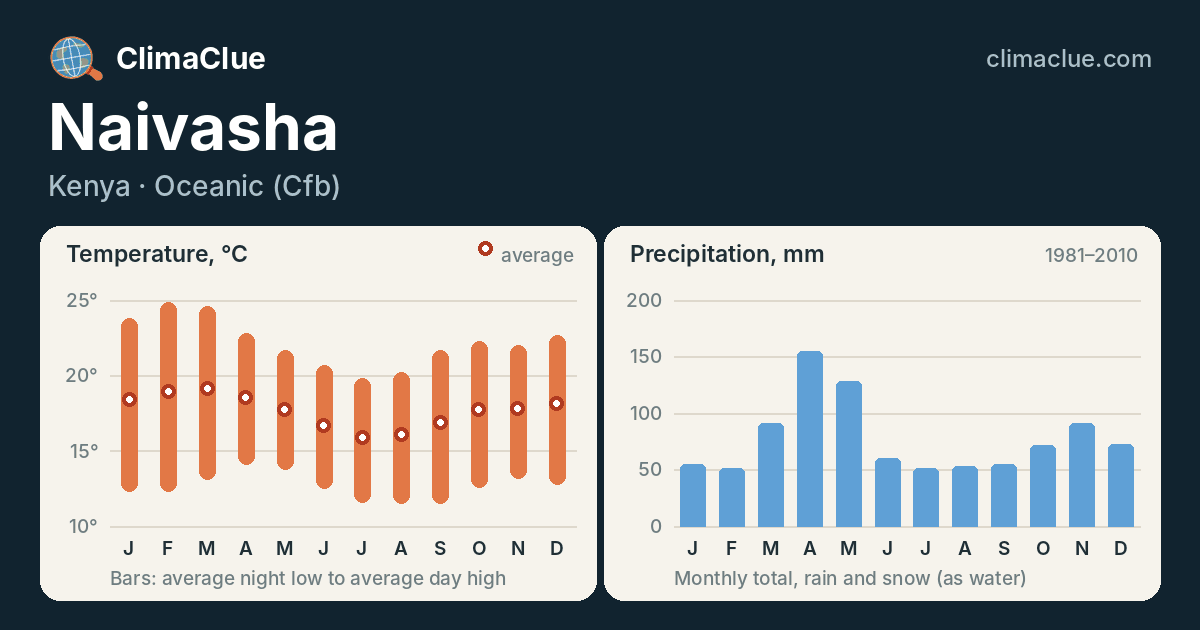 ClimaClue
climaclue.com
Naivasha
Kenya · Oceanic (Cfb)
Temperature, °C
average
25°
20°
15°
10°
J F M A M J J A S O N D
Bars: average night low to average day high
Precipitation, mm
1981–2010
200
150
100
50
0
J F M A M J J A S O N D
Monthly total, rain and snow (as water)